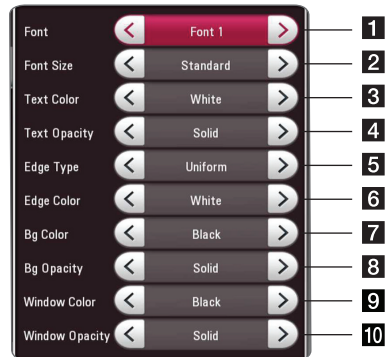 Font < Font 1 > 1
Font Size < Standard > 2
Text Color < White > 3
Text Opacity < Solid > 4
Edge Type < Uniform > 5
Edge Color < White > 6
Bg Color < Black > 7
Bg Opacity < Solid > 8
Window Color < Black > 9
Window Opacity < Solid > 10